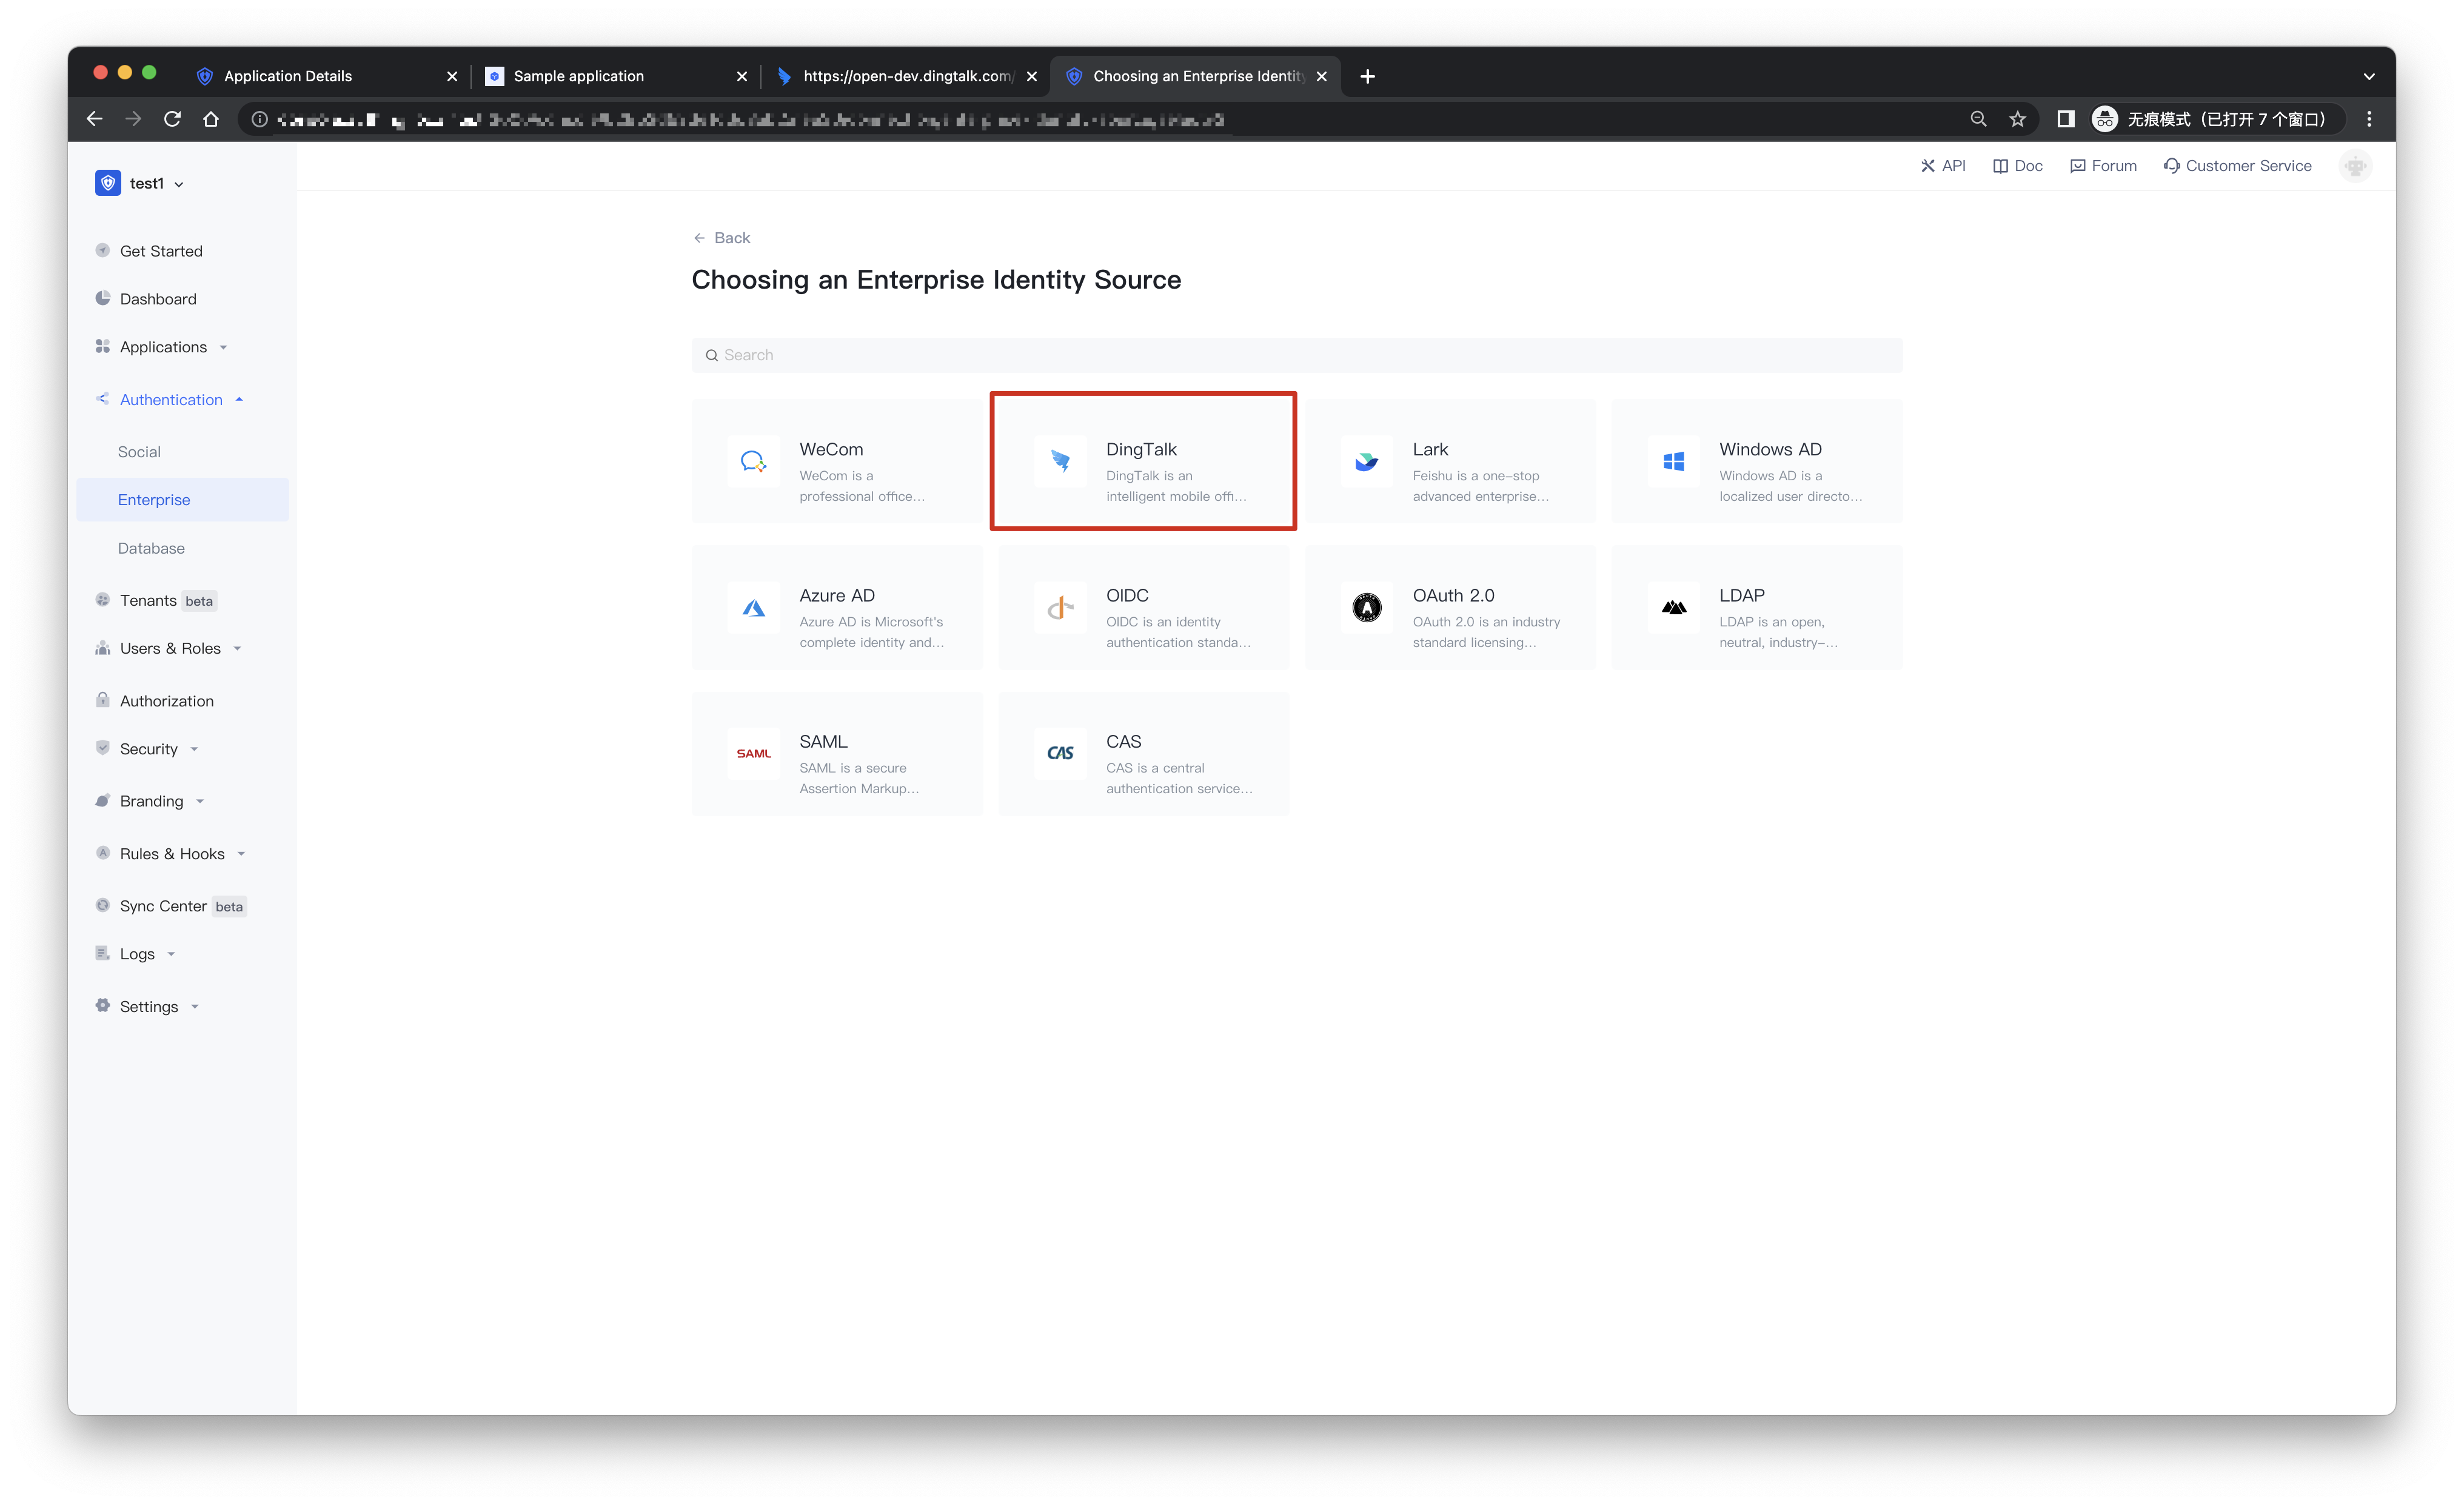 Application Details
Sample application
https://open-dev.dingtalk.com/
Choosing an Enterprise Identity
无痕模式（已打开 7 个窗口）
test1
API
Doc
Forum
Customer Service
Get Started
Dashboard
Applications
Authentication
Social
Enterprise
Database
Tenants beta
Users & Roles
Authorization
Security
Branding
Rules & Hooks
Sync Center beta
Logs
Settings
Back
Choosing an Enterprise Identity Source
Search
WeCom
WeCom is a
professional office...
DingTalk
DingTalk is an
intelligent mobile offi...
Lark
Feishu is a one-stop
advanced enterprise...
Windows AD
Windows AD is a
localized user directo...
Azure AD
Azure AD is Microsoft's
complete identity and...
OIDC
OIDC is an identity
authentication standa...
A
OAuth 2.0
OAuth 2.0 is an industry
standard licensing...
LDAP
LDAP is an open,
neutral, industry-...
SAML
SAML
SAML is a secure
Assertion Markup...
CAS
CAS
CAS is a central
authentication service...